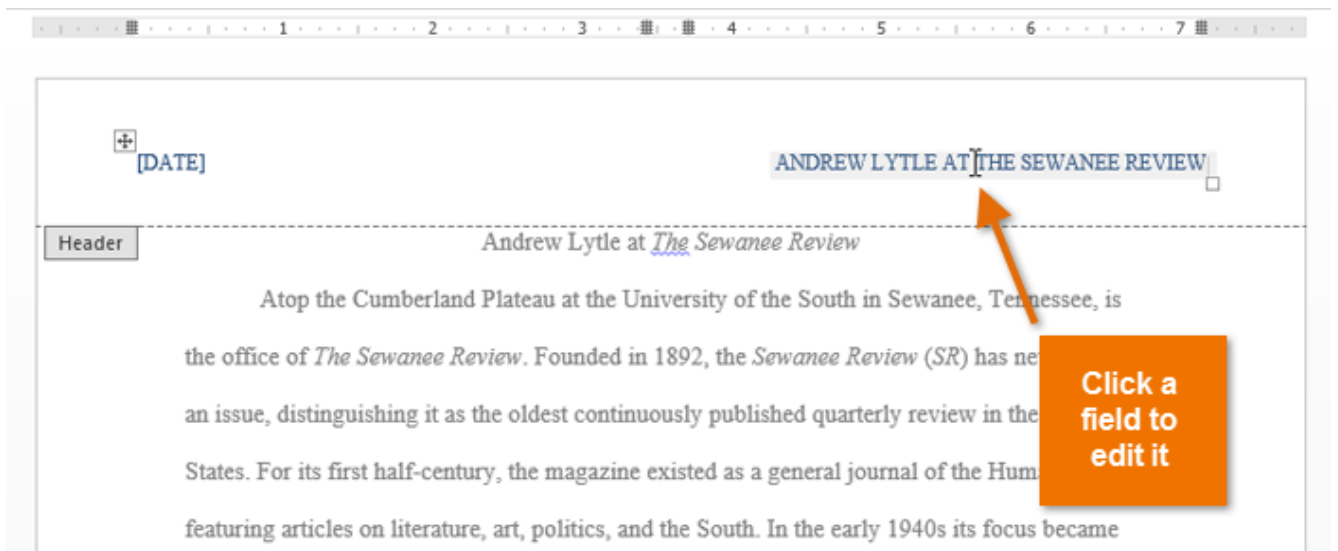 1 2 3 4 5 6 7
[DATE] ANDREW LYTLE AT THE SEWANEE REVIEW
Header
Andrew Lytle at The Sewanee Review
Atop the Cumberland Plateau at the University of the South in Sewanee, Tennessee, is
the office of The Sewanee Review. Founded in 1892, the Sewanee Review (SR) has ne
an issue, distinguishing it as the oldest continuously published quarterly review in the
States. For its first half-century, the magazine existed as a general journal of the Hum
featuring articles on literature, art, politics, and the South. In the early 1940s its focus became
Click a
field to
edit it